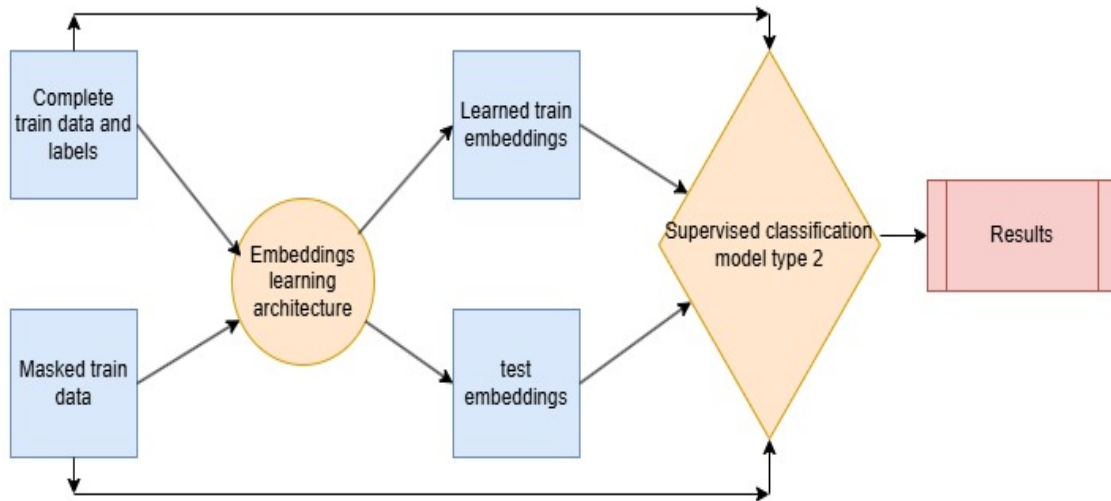 Complete
train data and
labels
Learned train
embeddings
Embeddings
learning
architecture
Supervised classification
model type 2
Results
Masked train
data
test
embeddings